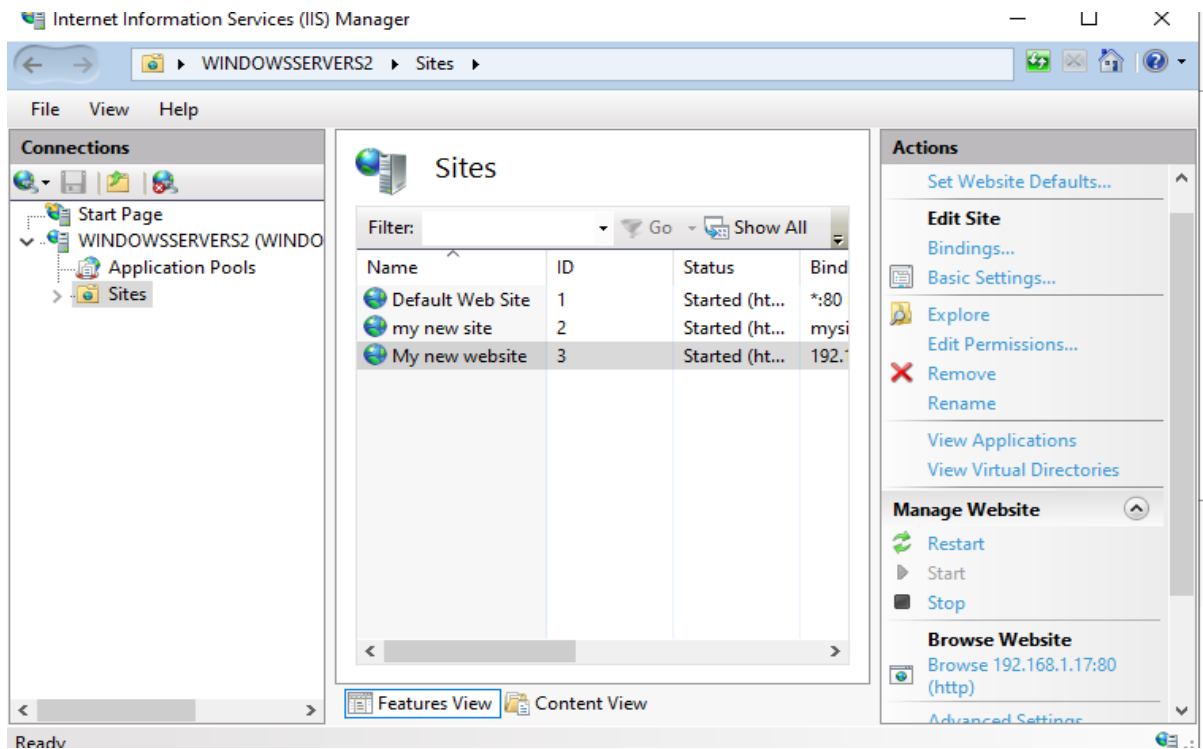 Internet Information Services (IIS) Manager
WINDOWSSERVERS2 Sites
File View Help
Connections
Start Page
WINDOWSSERVERS2 (WINDO
Application Pools
Sites
Sites
Filter: Go Show All
Name ID Status Bind
Default Web Site 1 Started (ht... *:80
my new site 2 Started (ht... mysi
My new website 3 Started (ht... 192.1
Features View Content View
Actions
Set Website Defaults...
Edit Site
Bindings...
Basic Settings...
Explore
Edit Permissions...
Remove
Rename
View Applications
View Virtual Directories
Manage Website
Restart
Start
Stop
Browse Website
Browse 192.168.1.17:80
(http)
Advanced Settings
Ready